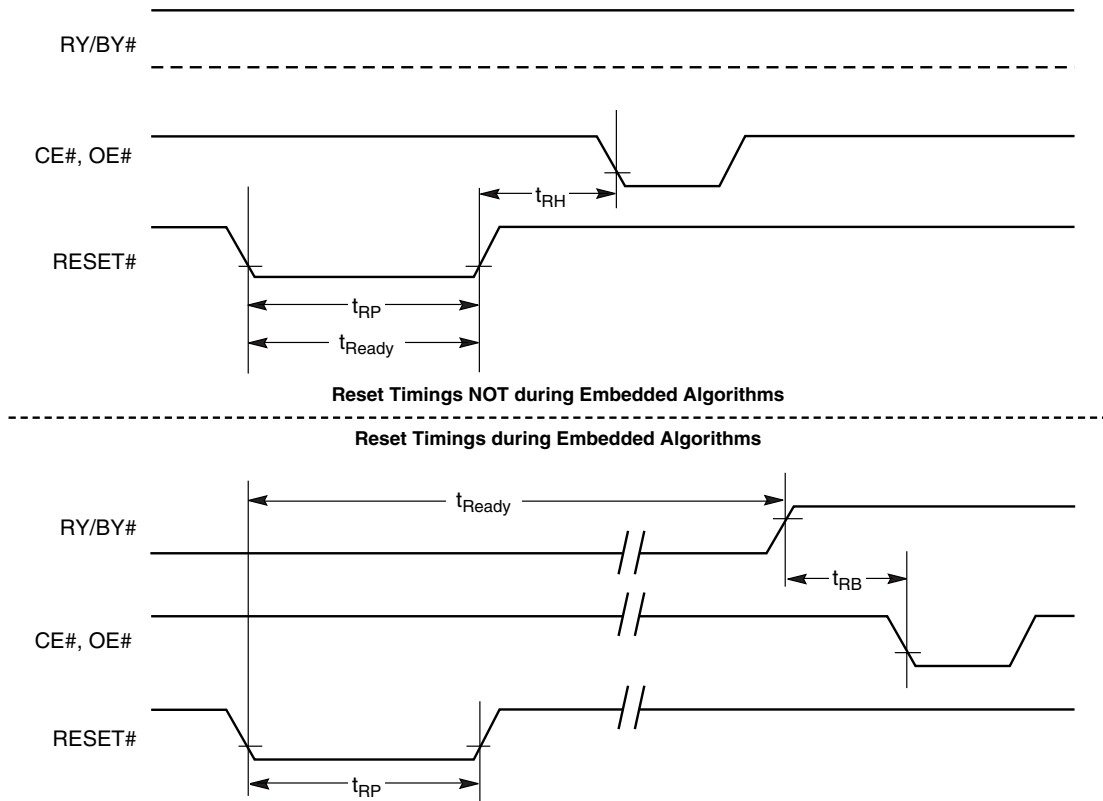 RY/BY#
CE#, OE#
tRH
RESET#
tRP
tReady
Reset Timings NOT during Embedded Algorithms
Reset Timings during Embedded Algorithms
tReady
RY/BY#
tRB
CE#, OE#
RESET#
tRP